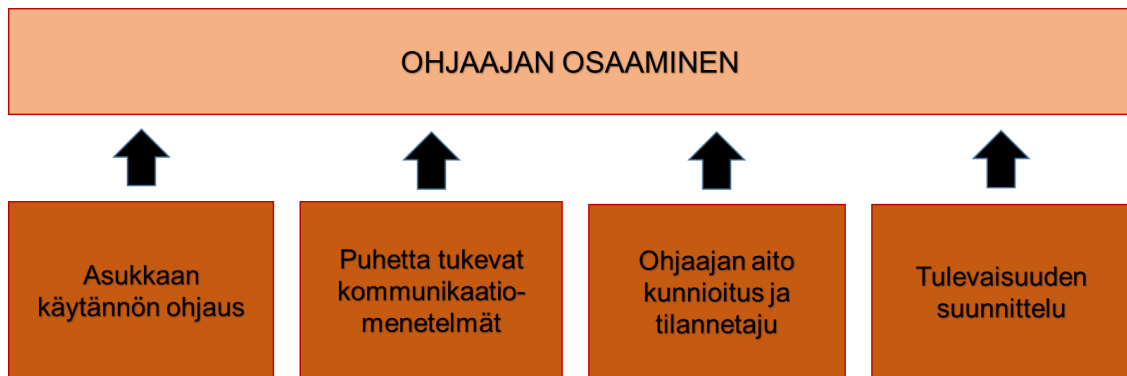 OHJAAJAN OSAAMINEN
Asukkaan
käytännön ohjaus
Puhetta tukevat
kommunikaatio-
menetelmät
Ohjaajan aito
kunnioitus ja
tilannetaju
Tulevaisuuden
suunnittelu